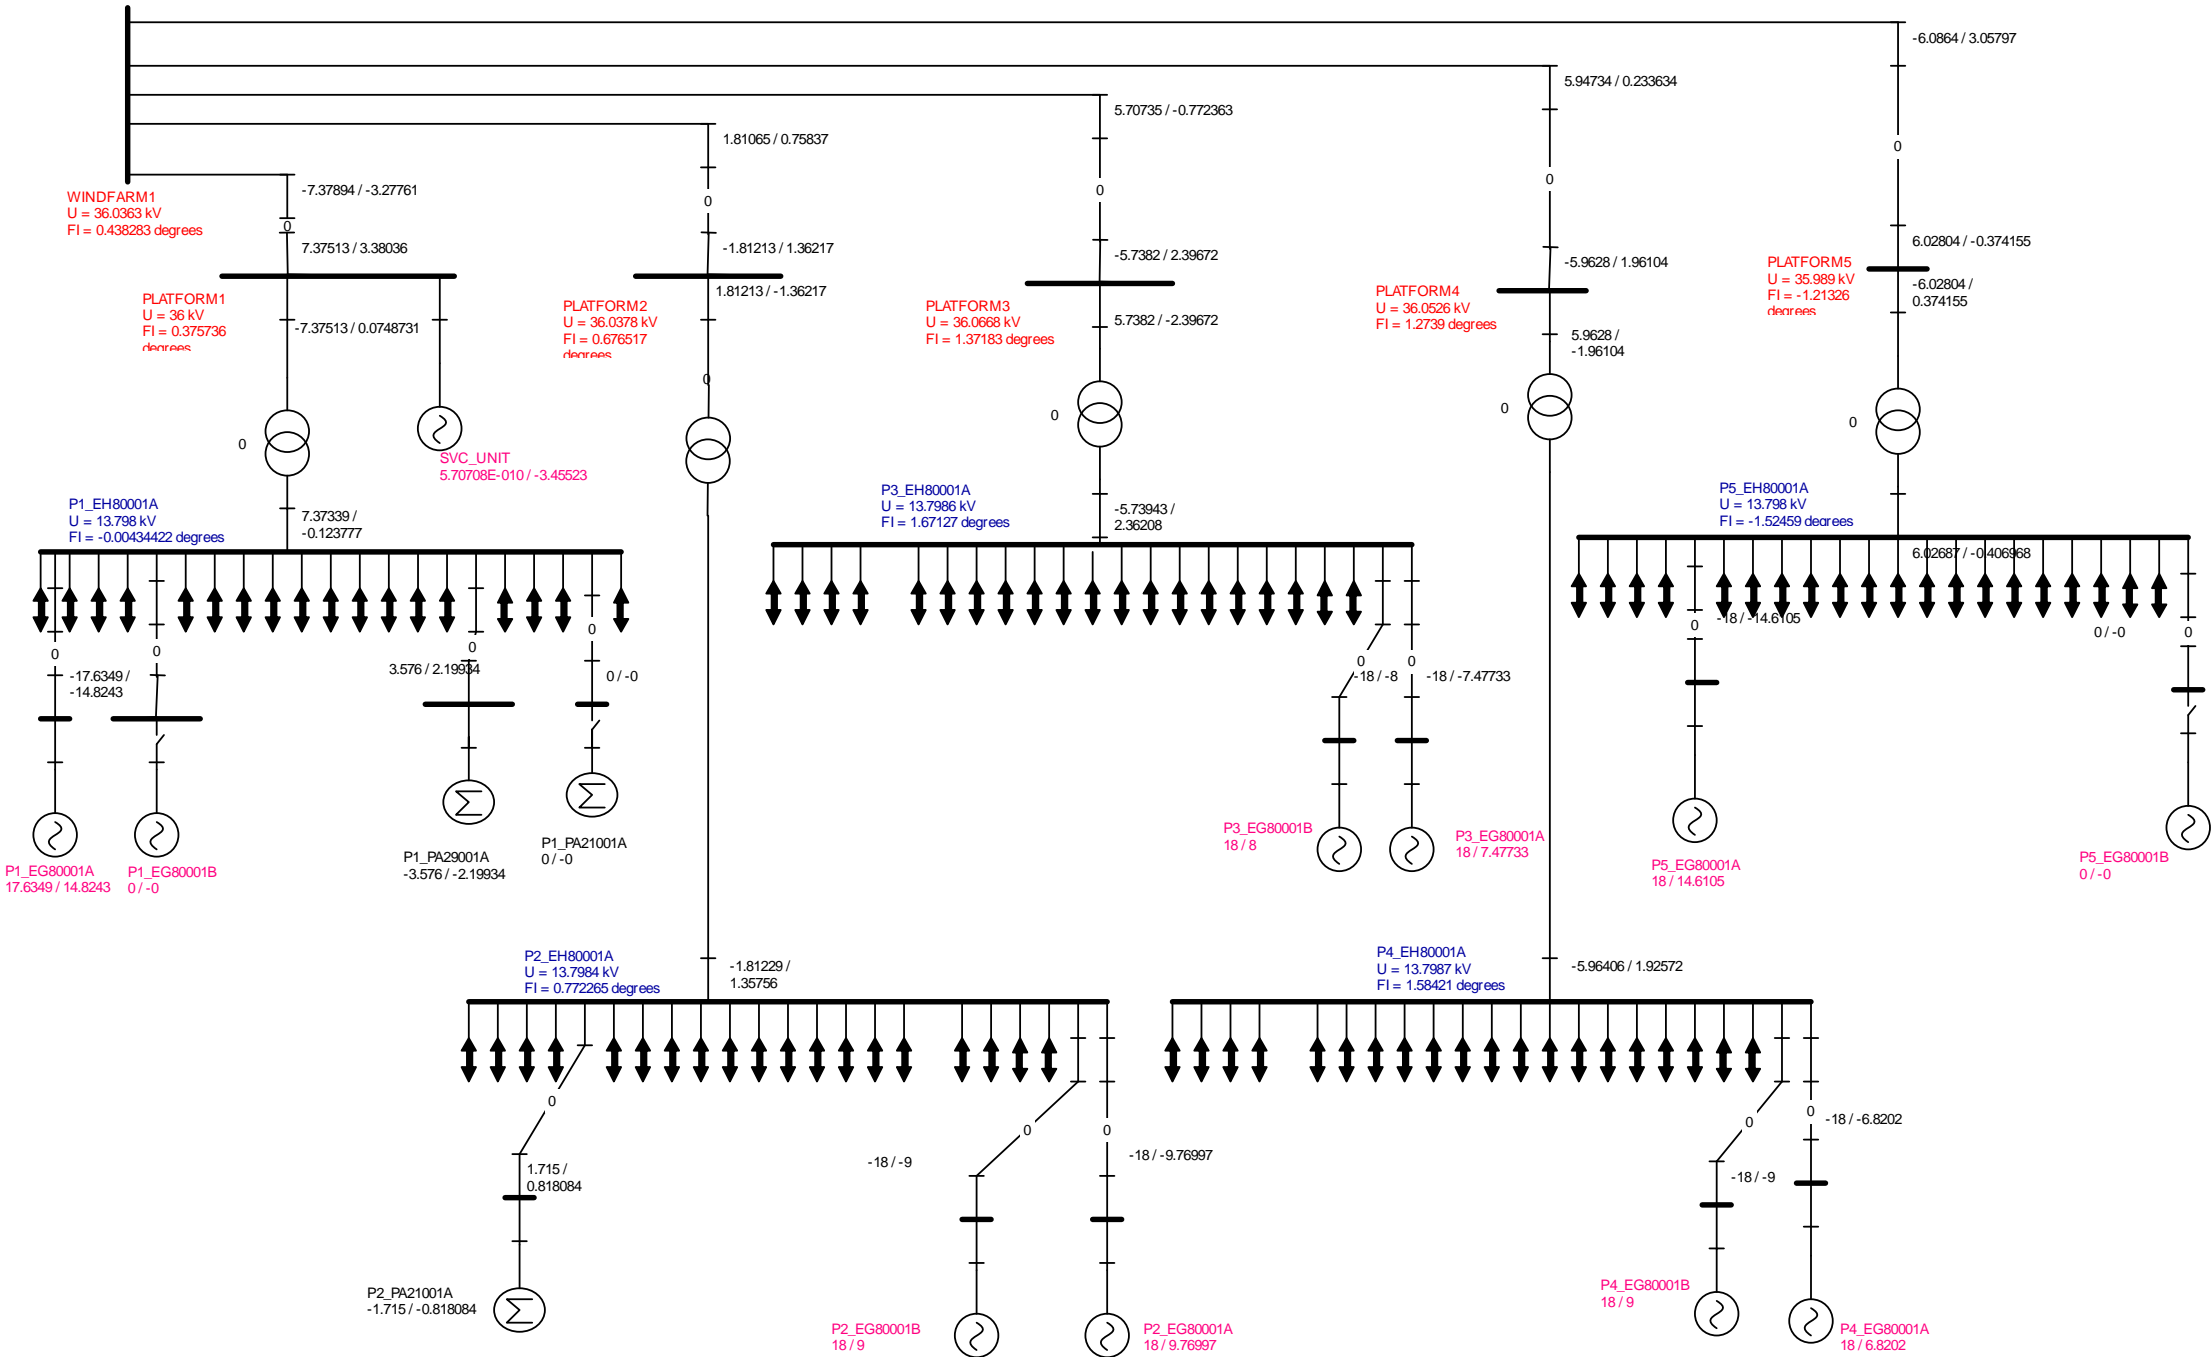 -6.0864 / 3.05797
5.94734 / 0.233634
5.70735 / -0.772363
1.81065 / 0.75837
-7.37894 / -3.27761
WINDFARM1
U = 36.0363 kV
FI = 0.438283 degrees
0
0
0
0
0
7.37513 / 3.38036
-1.81213 / 1.36217
-5.7382 / 2.39672
-5.9628 / 1.96104
6.02804 / -0.374155
PLATFORM1
U = 36 kV
FI = 0.375736
degrees
-7.37513 / 0.0748731
PLATFORM2
U = 36.0378 kV
FI = 0.676517
degrees
1.81213 / -1.36217
PLATFORM3
U = 36.0668 kV
FI = 1.37183 degrees
5.7382 / -2.39672
PLATFORM4
U = 36.0526 kV
FI = 1.2739 degrees
5.9628 /
-1.96104
PLATFORM5
U = 35.989 kV
FI = -1.21326
degrees
-6.02804 /
0.374155
0
0
0
0
0
SVC_UNIT
5.70708E-010 / -3.45523
P1_EH80001A
U = 13.798 kV
FI = -0.00434422 degrees
7.37339 /
-0.123777
P3_EH80001A
U = 13.7986 kV
FI = 1.67127 degrees
-5.73943 /
2.36208
P5_EH80001A
U = 13.798 kV
FI = -1.52459 degrees
6.02687 / -0.406968
0
-17.6349 /
-14.8243
0
0
3.576 / 2.19934
0
0 / -0
0
-18 / -8
0
-18 / -7.47733
0
-18 / -14.6105
0 / -0
0
P1_EG80001A
17.6349 / 14.8243
P1_EG80001B
0 / -0
P1_PA29001A
-3.576 / -2.19934
P1_PA21001A
0 / -0
P3_EG80001B
18 / 8
P3_EG80001A
18 / 7.47733
P5_EG80001A
18 / 14.6105
P5_EG80001B
0 / -0
P2_EH80001A
U = 13.7984 kV
FI = 0.772265 degrees
-1.81229 /
1.35756
P4_EH80001A
U = 13.7987 kV
FI = 1.58421 degrees
-5.96406 / 1.92572
0
1.715 /
0.818084
0
-18 / -9
0
-18 / -9.76997
0
-18 / -9
0
-18 / -6.8202
P2_PA21001A
-1.715 / -0.818084
P2_EG80001B
18 / 9
P2_EG80001A
18 / 9.76997
P4_EG80001B
18 / 9
P4_EG80001A
18 / 6.8202